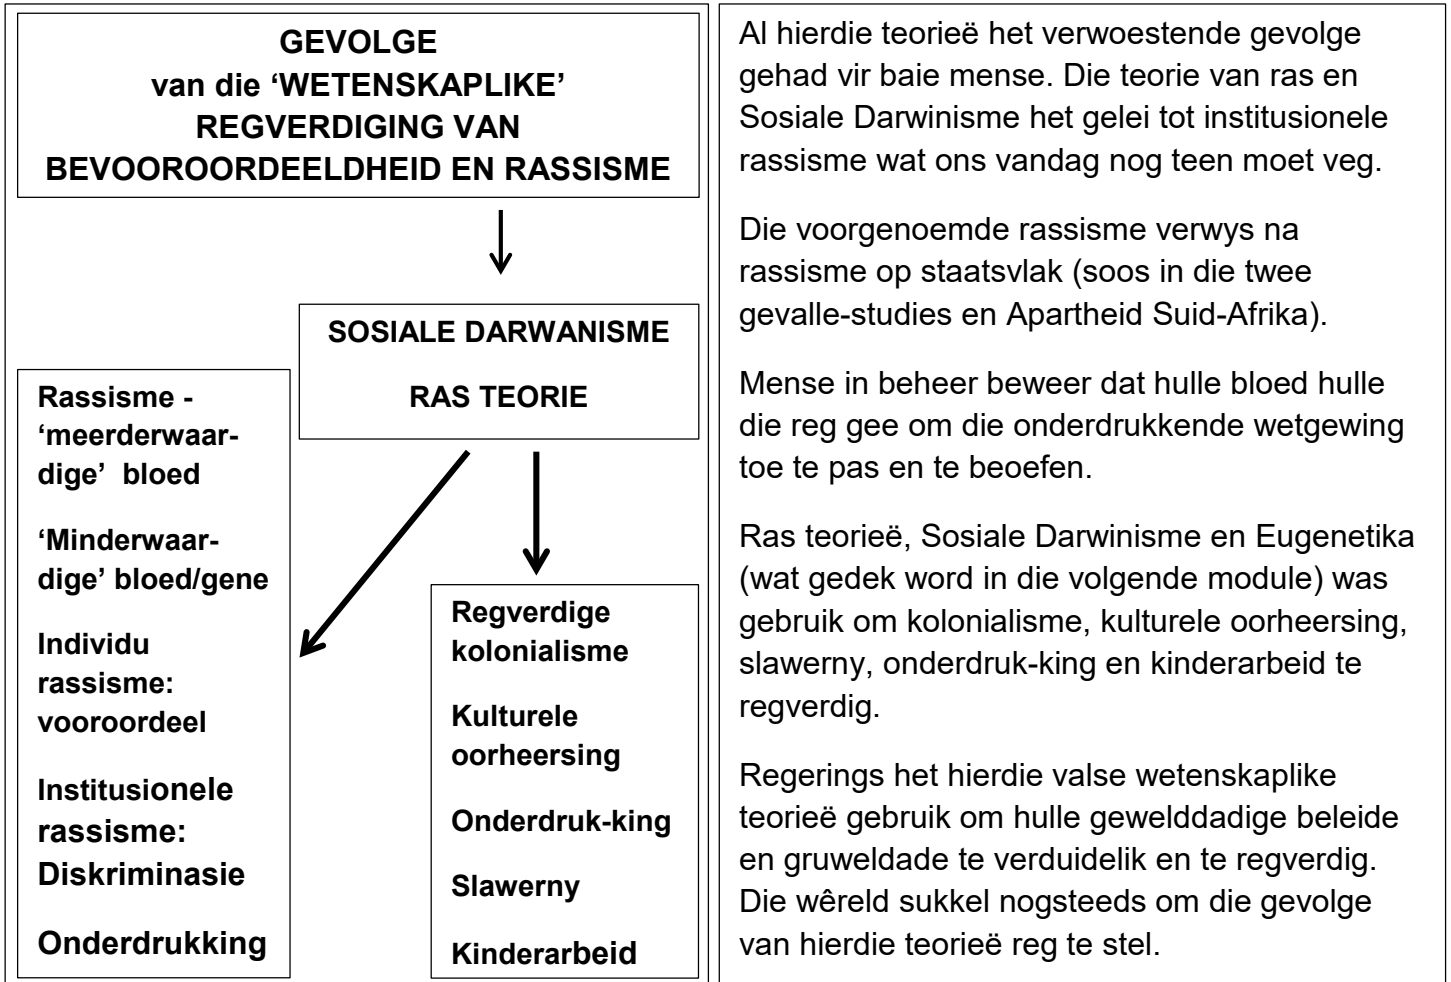 GEVOLGE
van die ‘WETENSKAPLIKE’
REGVERDIGING VAN
BEVOOROORDEELDHEID EN RASSISME
SOSIALE DARWANISME
RAS TEORIE
Rassisme -
‘meerderwaar-
dige’ bloed
‘Minderwaar-
dige’ bloed/gene
Individu
rassisme:
vooroordeel
Institusionele
rassisme:
Diskriminasie
Onderdrukking
Regverdige
kolonialisme
Kulturele
oorheersing
Onderdruk-king
Slawerny
Kinderarbeid
Al hierdie teorieë het verwoestende gevolge
gehad vir baie mense. Die teorie van ras en
Sosiale Darwinisme het gelei tot institusionele
rassisme wat ons vandag nog teen moet veg.
Die voorgenoemde rassisme verwys na
rassisme op staatsvlak (soos in die twee
gevalle-studies en Apartheid Suid-Afrika).
Mense in beheer beweer dat hulle bloed hulle
die reg gee om die onderdrukkende wetgewing
toe te pas en te beoefen.
Ras teorieë, Sosiale Darwinisme en Eugenetika
(wat gedek word in die volgende module) was
gebruik om kolonialisme, kulturele oorheersing,
slawerny, onderdruk-king en kinderarbeid te
regverdig.
Regerings het hierdie valse wetenskaplike
teorieë gebruik om hulle gewelddadige beleide
en gruweldade te verduidelik en te regverdig.
Die wêreld sukkel nogsteeds om die gevolge
van hierdie teorieë reg te stel.